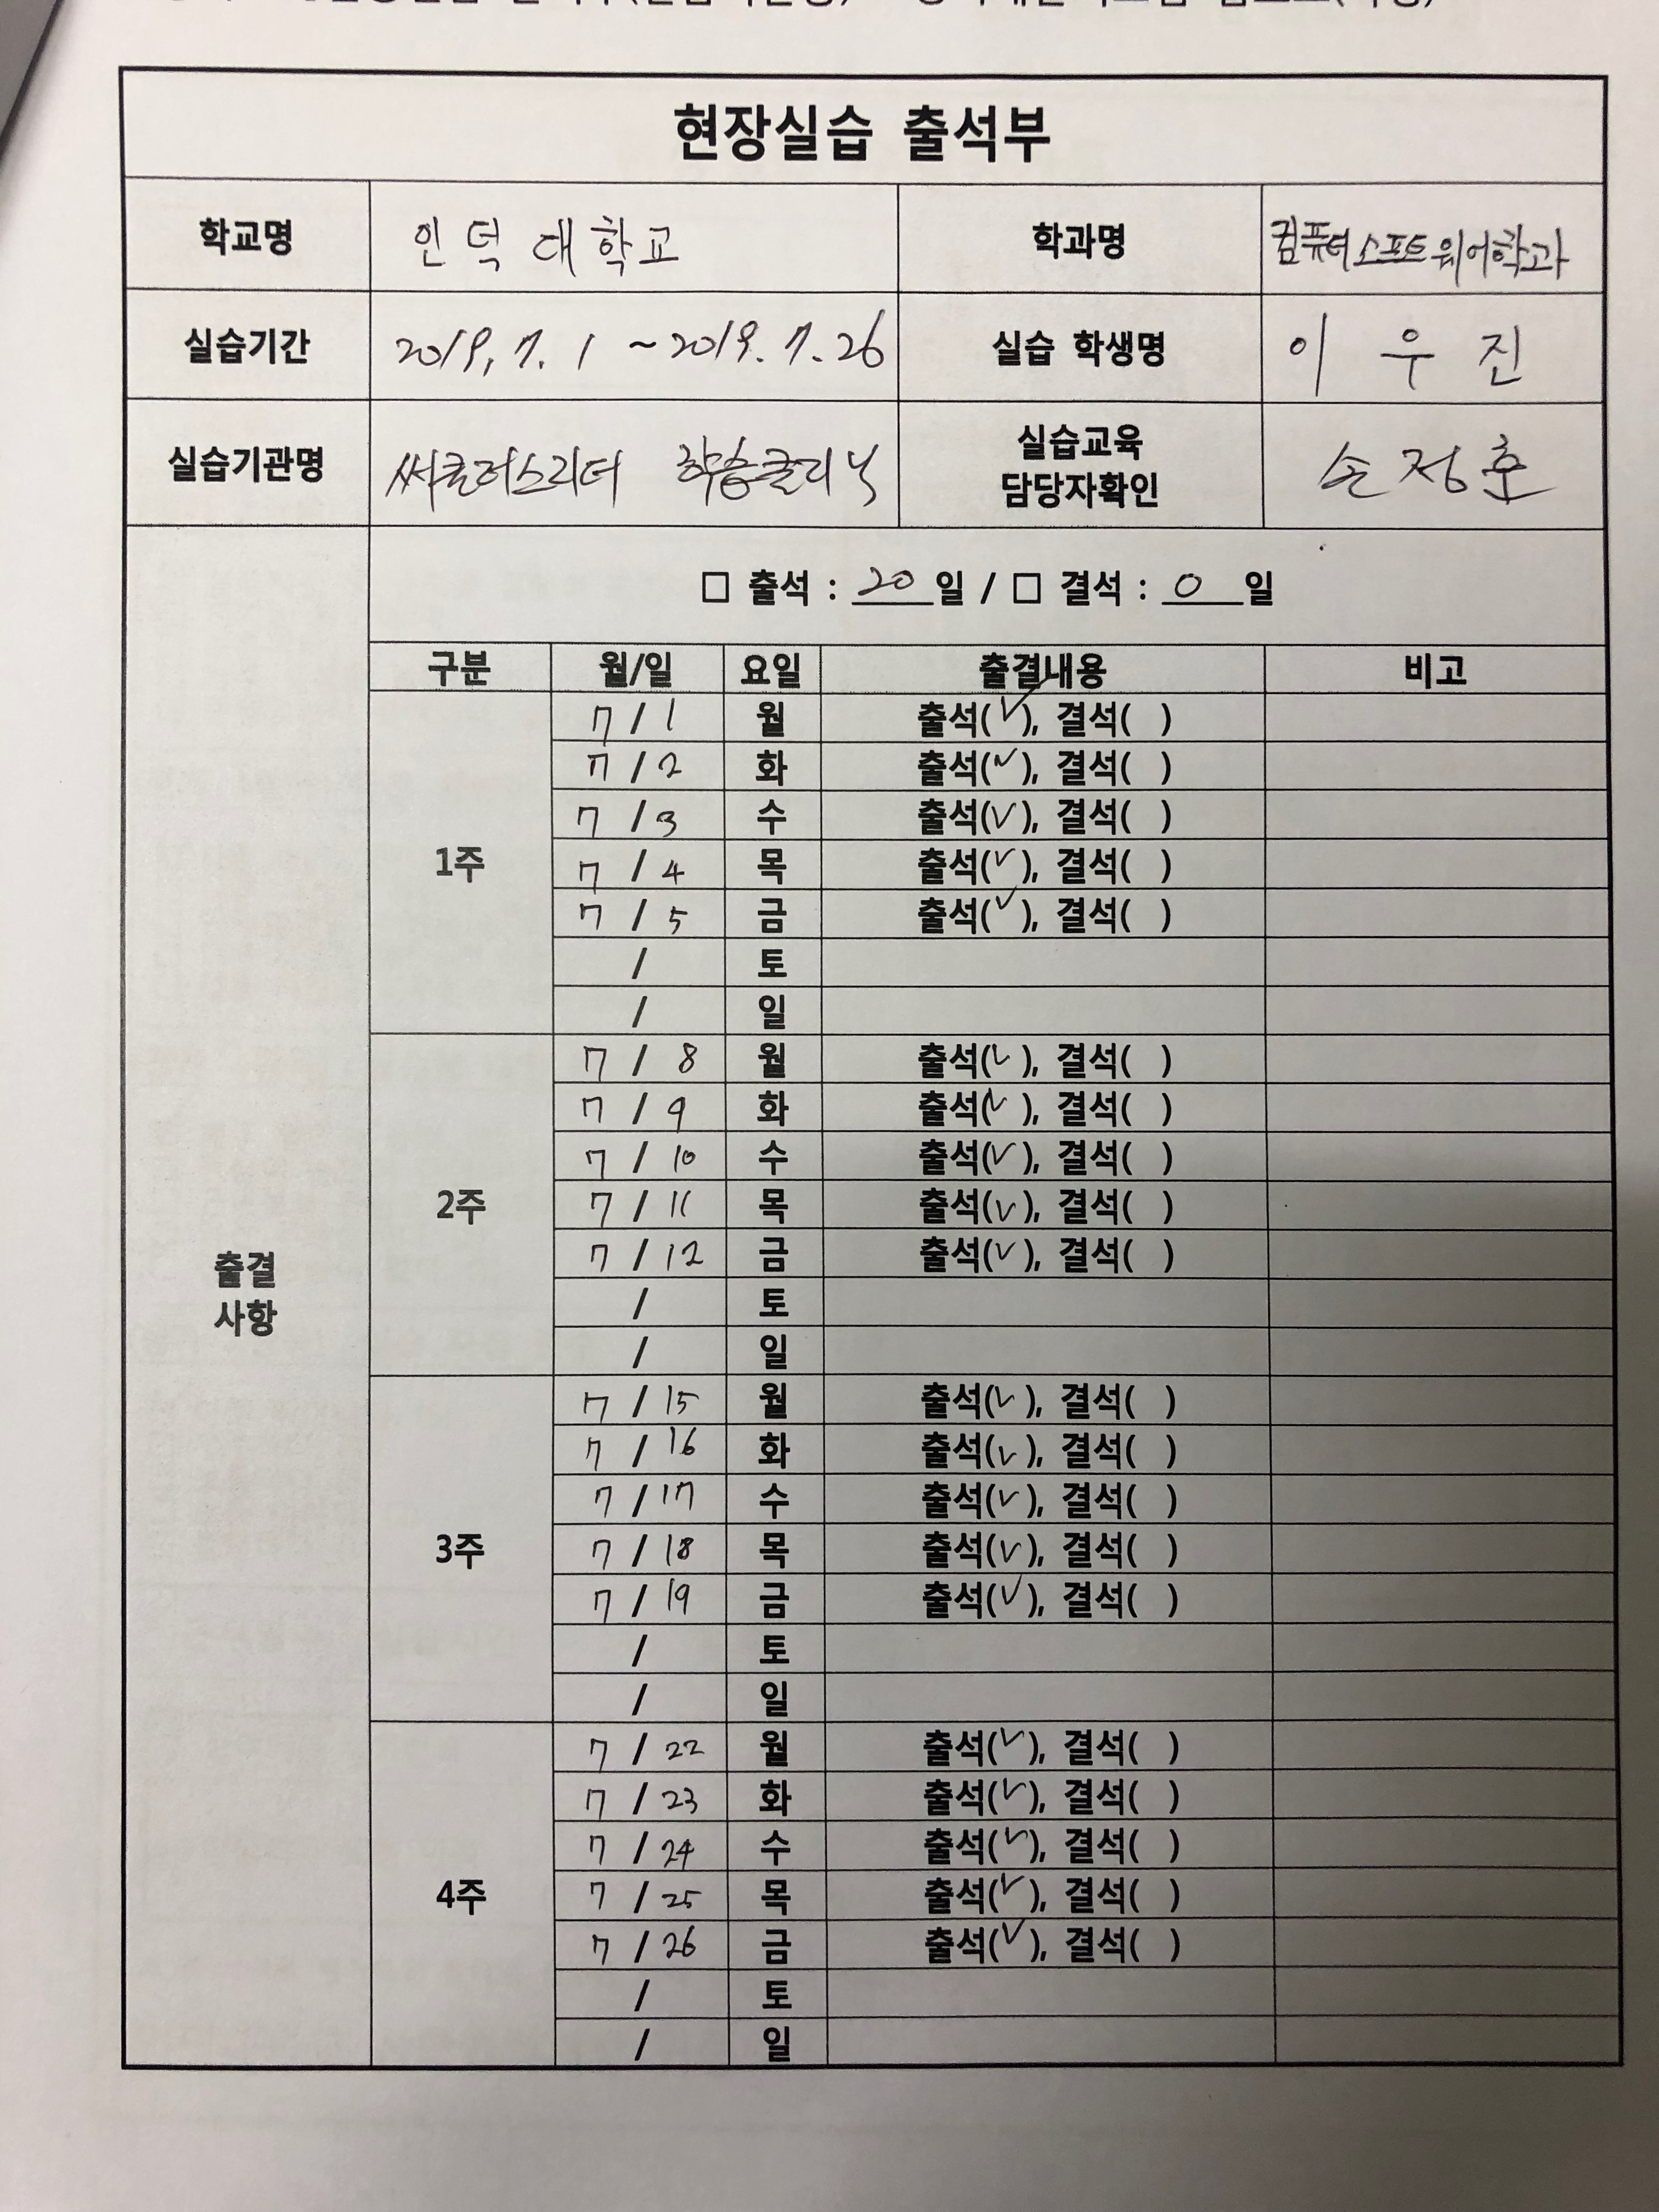 현장실습 출석부
학교명 인덕대학교 학과명 컴퓨터소프트웨어학과
실습기간 2019. 7. 1 ~ 2019. 7. 26 실습 학생명 이 우 진
실습기관명 학습클리닉 실습교육 담당자확인 손정호
□ 출석 : 20 일 / □ 결석 : 0 일
구분 월/일 요일 출결내용 비고
출결 사항
1주
7 / 1 월 출석(✓), 결석( )
7 / 2 화 출석(✓), 결석( )
7 / 3 수 출석(✓), 결석( )
7 / 4 목 출석(✓), 결석( )
7 / 5 금 출석(✓), 결석( )
/ 토
/ 일
2주
7 / 8 월 출석(✓), 결석( )
7 / 9 화 출석(✓), 결석( )
7 / 10 수 출석(✓), 결석( )
7 / 11 목 출석(✓), 결석( )
7 / 12 금 출석(✓), 결석( )
/ 토
/ 일
3주
7 / 15 월 출석(✓), 결석( )
7 / 16 화 출석(✓), 결석( )
7 / 17 수 출석(✓), 결석( )
7 / 18 목 출석(✓), 결석( )
7 / 19 금 출석(✓), 결석( )
/ 토
/ 일
4주
7 / 22 월 출석(✓), 결석( )
7 / 23 화 출석(✓), 결석( )
7 / 24 수 출석(✓), 결석( )
7 / 25 목 출석(✓), 결석( )
7 / 26 금 출석(✓), 결석( )
/ 토
/ 일